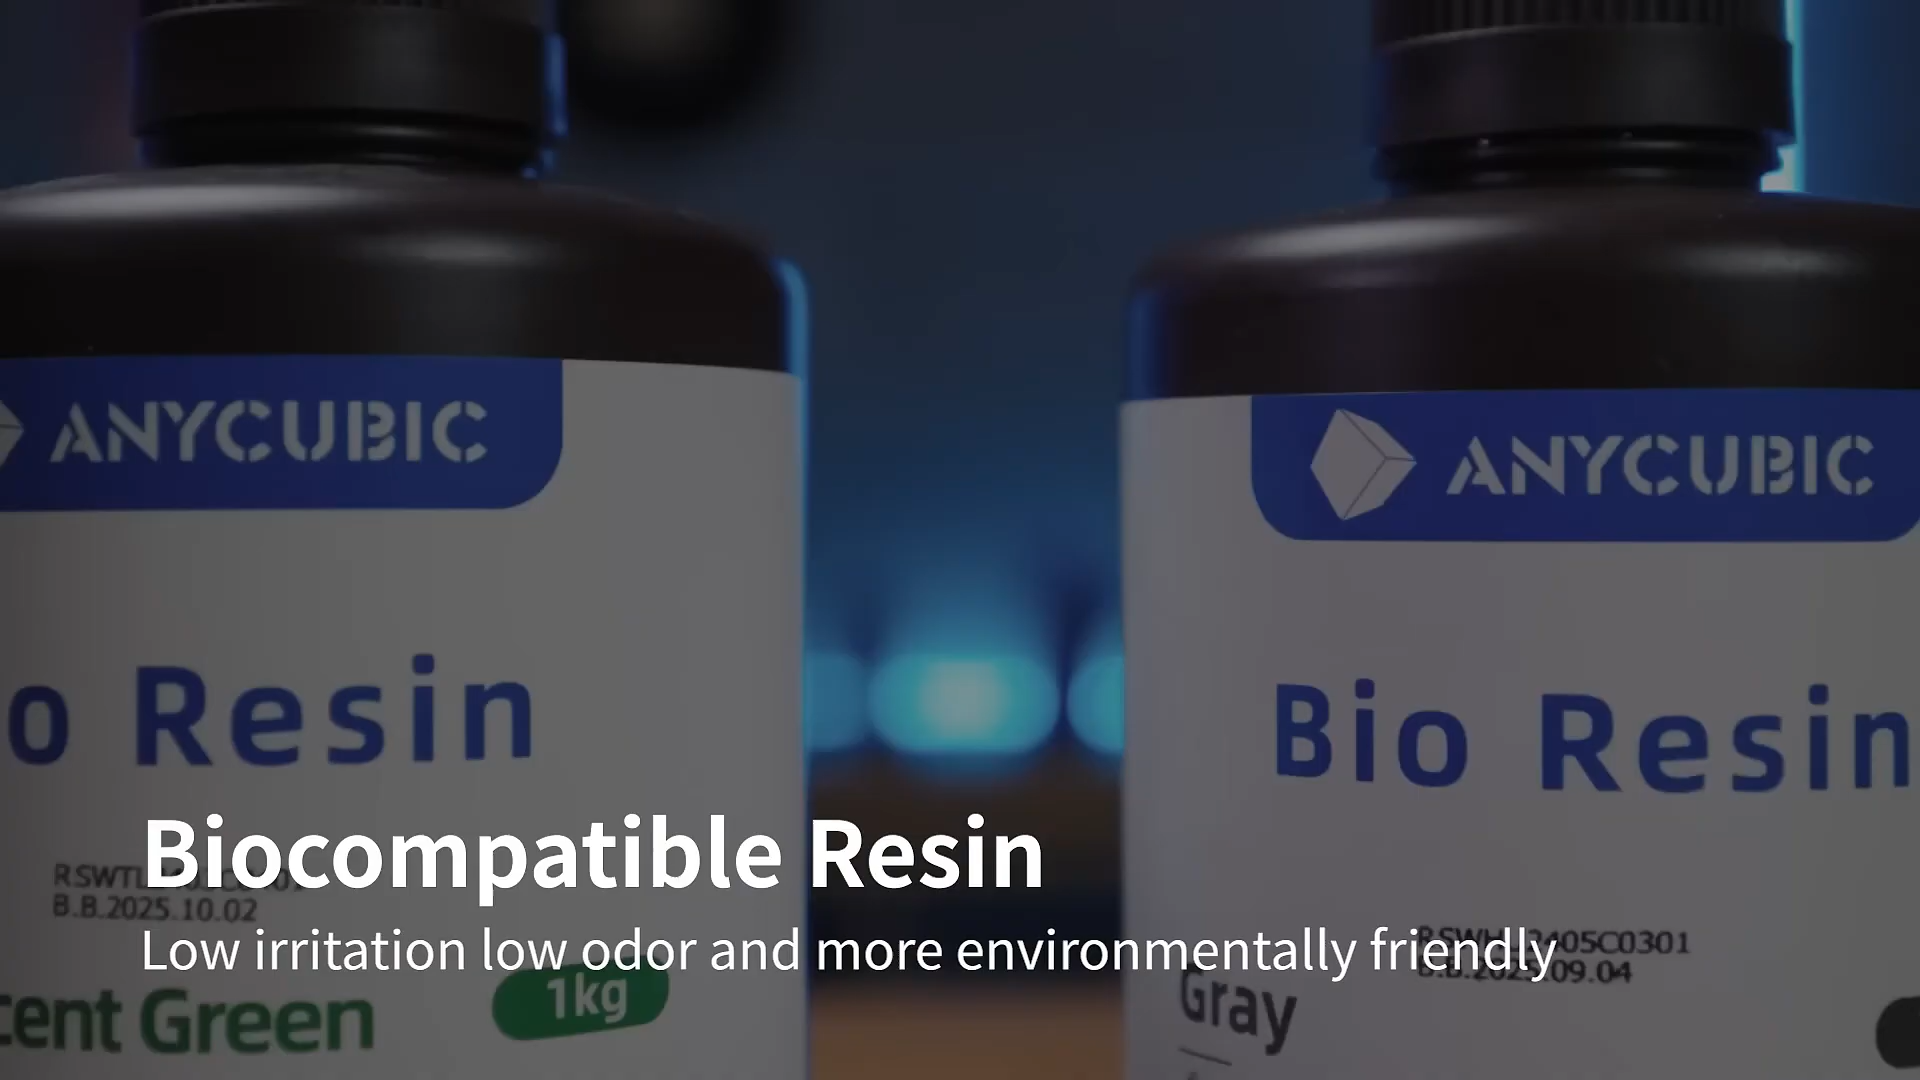 ANYCUBIC
ANYCUBIC
o Resin
Bio Resin
Biocompatible Resin
B.B.2025.10.02
Low irritation low odor and more environmentally friendly
cent Green
1kg
Gray